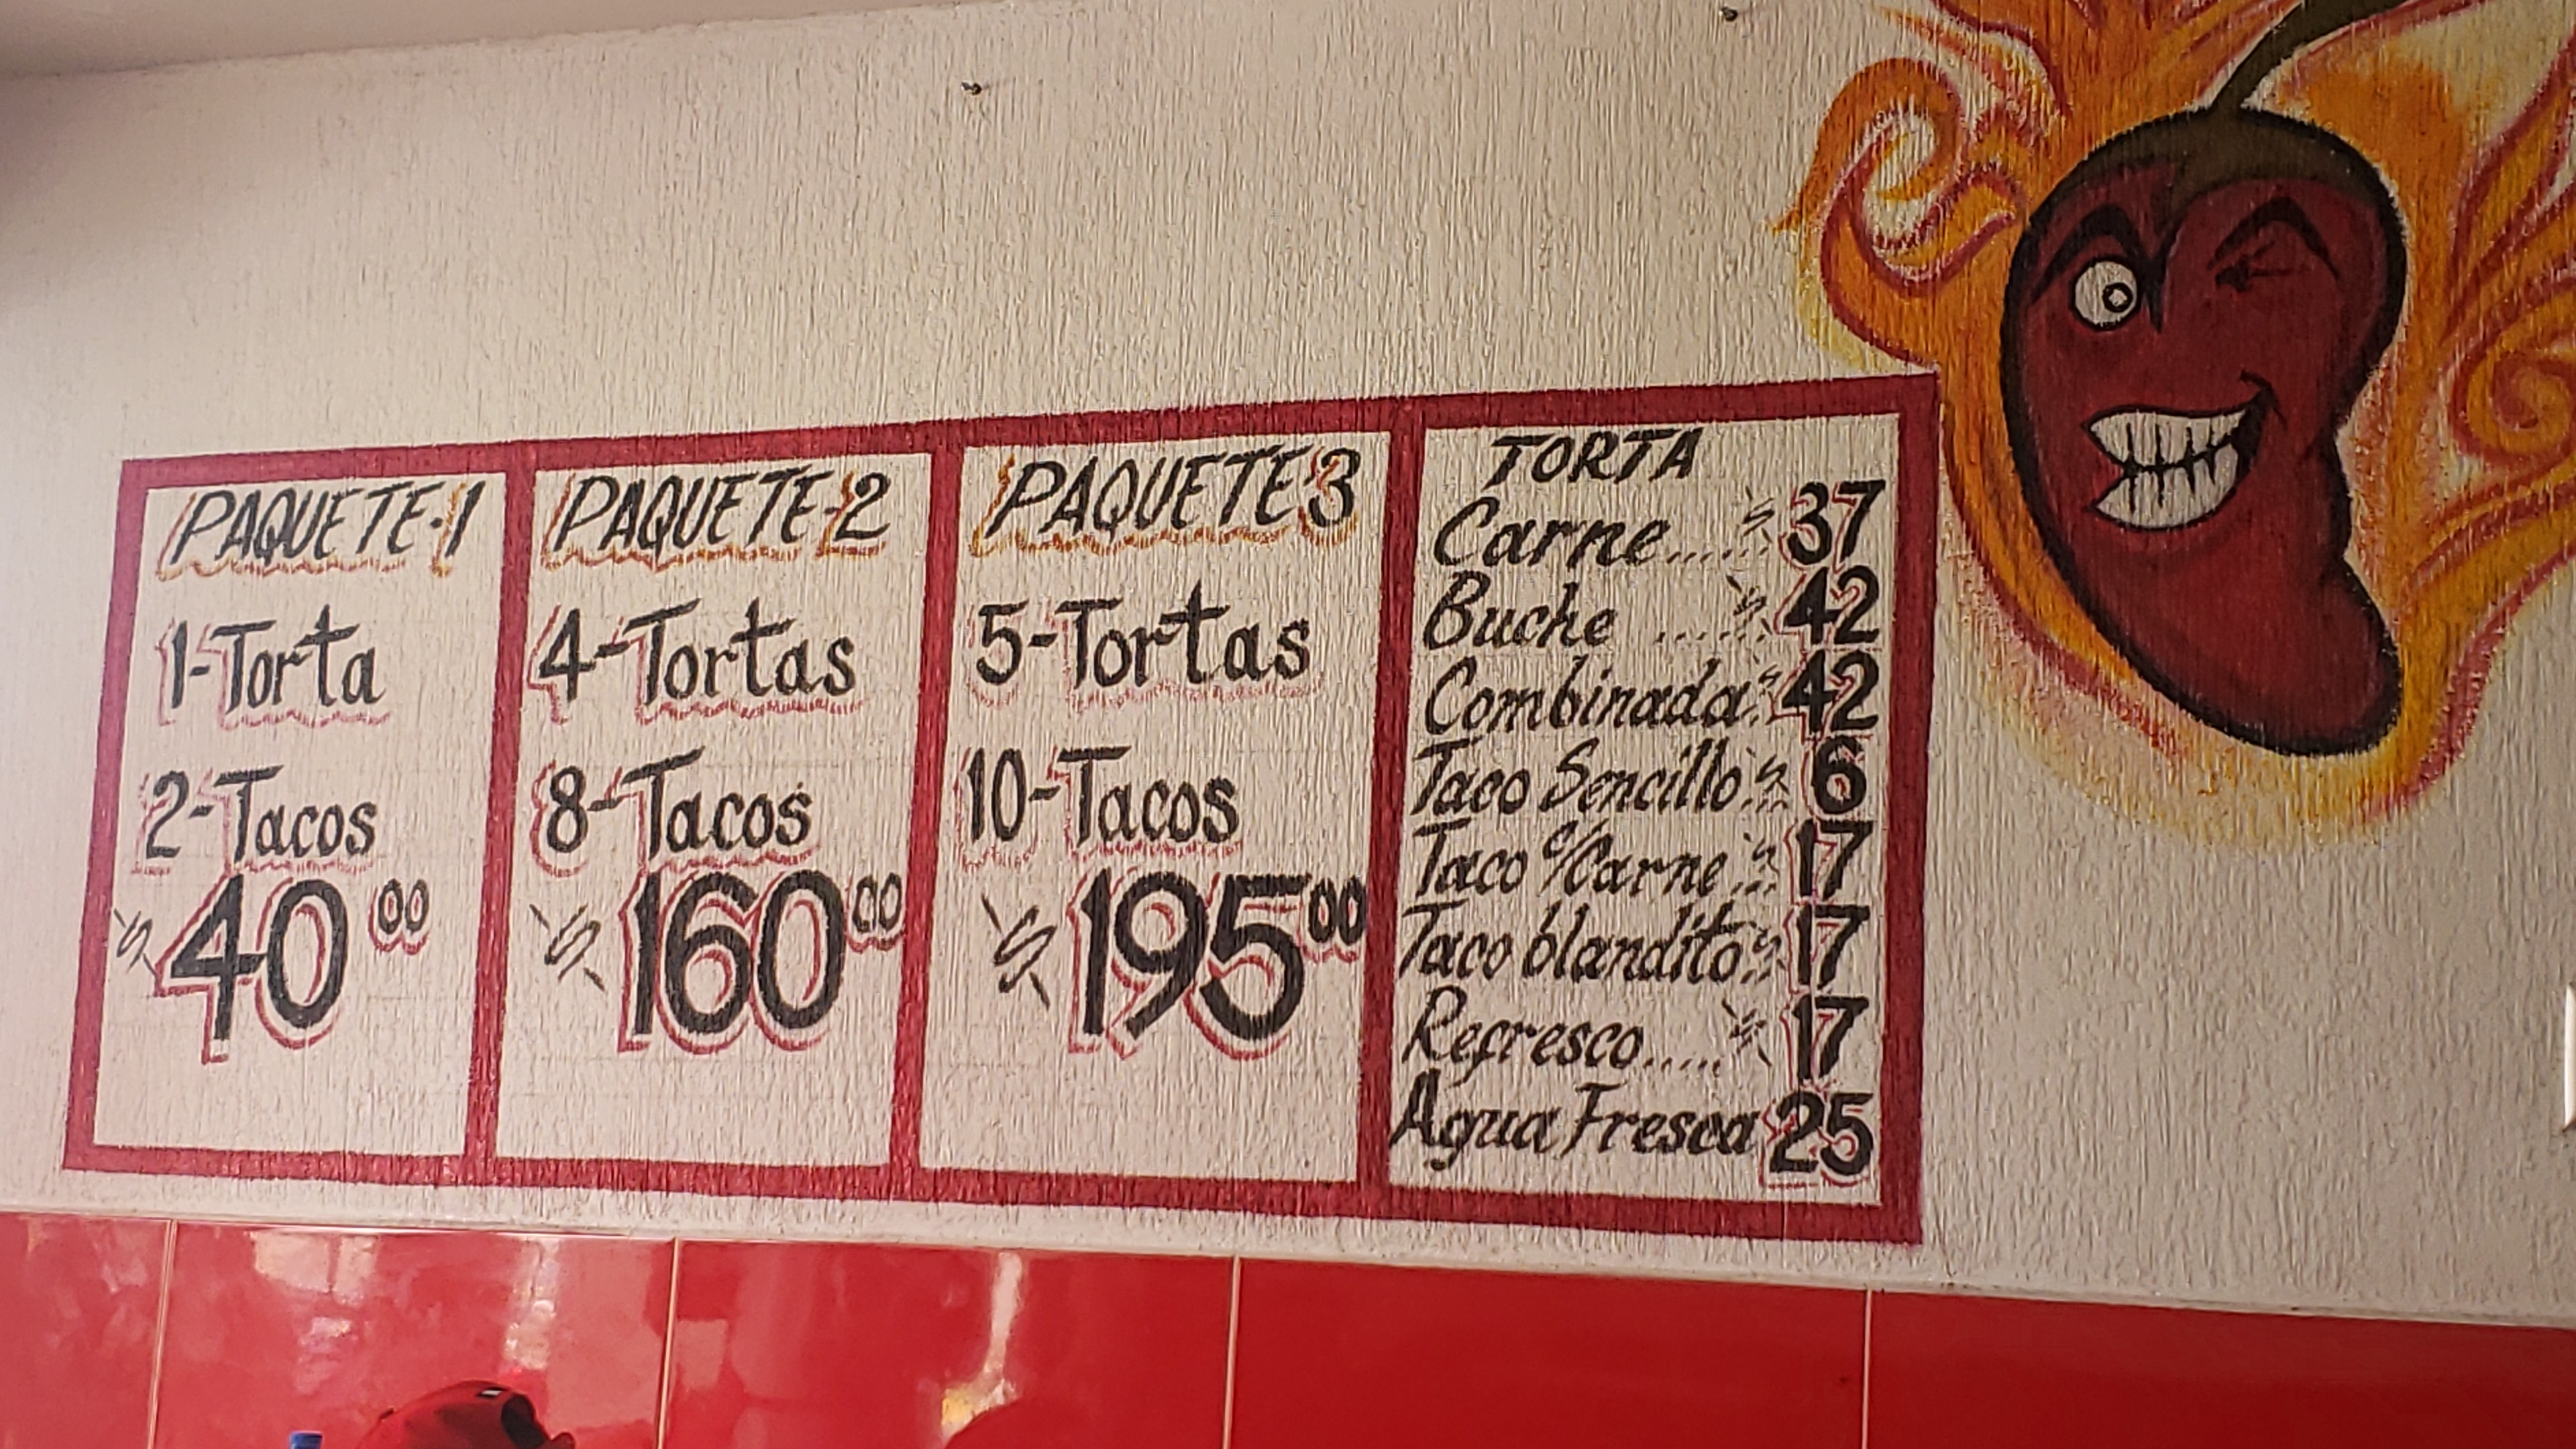 PAQUETE-1
1-Torta
2-Tacos
$40 00
PAQUETE-2
4-Tortas
8-Tacos
$160 00
PAQUETE 3
5-Tortas
10-Tacos
$195 00
TORTA
Carne....$37
Buche .....$42
Combinada.$42
Taco Sencillo..$6
Taco c/Carne...$17
Taco blandito..$17
Refresco.....$17
Agua Fresca 25